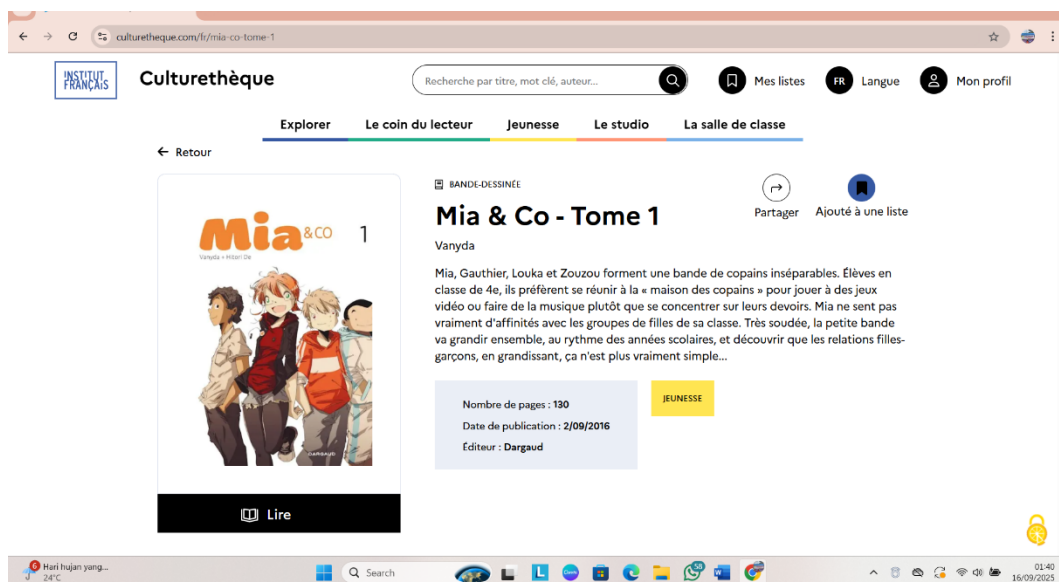 culturetheque.com/fr/mia-co-tome-1
INSTITUT
FRANÇAIS
Culturethèque
Recherche par titre, mot clé, auteur...
Mes listes
FR
Langue
Mon profil
Explorer
Le coin du lecteur
Jeunesse
Le studio
La salle de classe
← Retour
Mia &CO 1
Vanyda + Hitori De
DARGAUD
Lire
BANDE-DESSINÉE
Mia & Co - Tome 1
Vanyda
Partager
Ajouté à une liste
Mia, Gauthier, Louka et Zouzou forment une bande de copains inséparables. Élèves en
classe de 4e, ils préfèrent se réunir à la « maison des copains » pour jouer à des jeux
vidéo ou faire de la musique plutôt que se concentrer sur leurs devoirs. Mia ne sent pas
vraiment d'affinités avec les groupes de filles de sa classe. Très soudée, la petite bande
va grandir ensemble, au rythme des années scolaires, et découvrir que les relations filles-
garçons, en grandissant, ça n'est plus vraiment simple...
Nombre de pages : 130
Date de publication : 2/09/2016
Éditeur : Dargaud
JEUNESSE
6
Hari hujan yang...
24°C
Search
58
01:40
16/09/2025